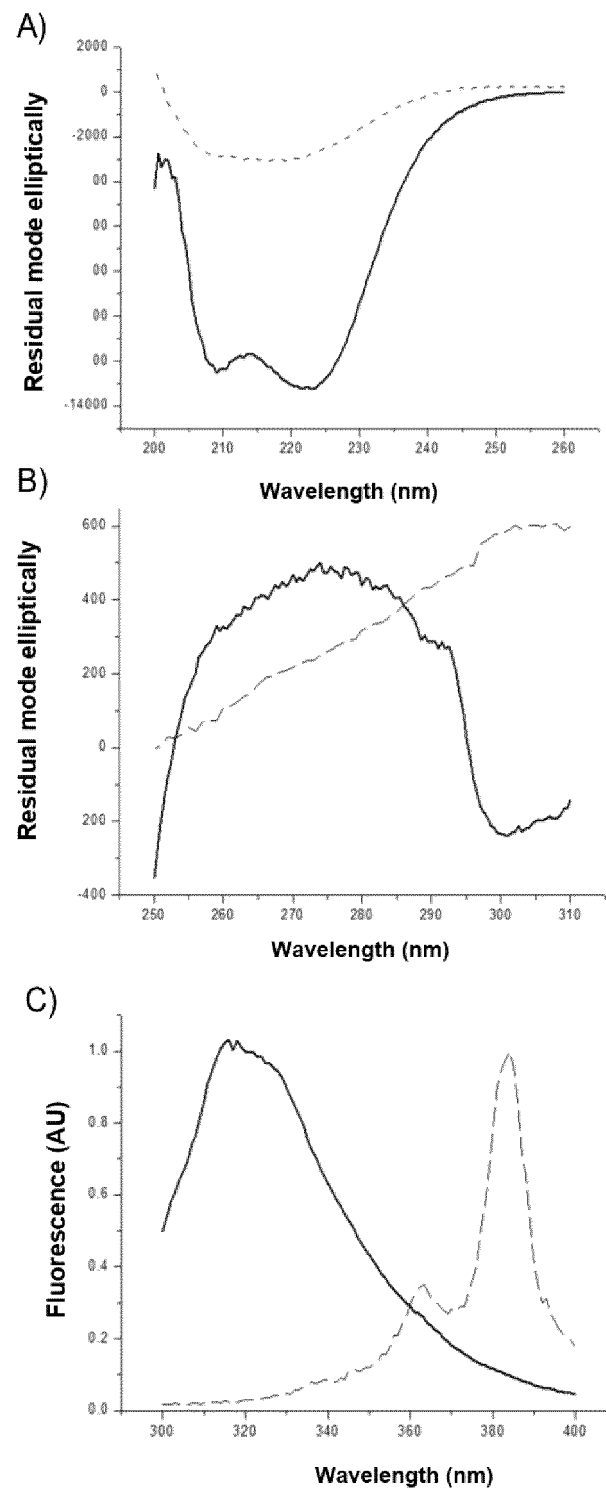 A)
Residual mode elliptically
2000
0
-2000
00
00
00
00
-14000
200 210 220 230 240 250 260
Wavelength (nm)
B)
Residual mode elliptically
600
400
200
0
200
-400
250 260 270 280 290 300 310
Wavelength (nm)
C)
Fluorescence (AU)
1.0
0.8
0.6
0.4
0.2
0.0
300 320 340 360 380 400
Wavelength (nm)